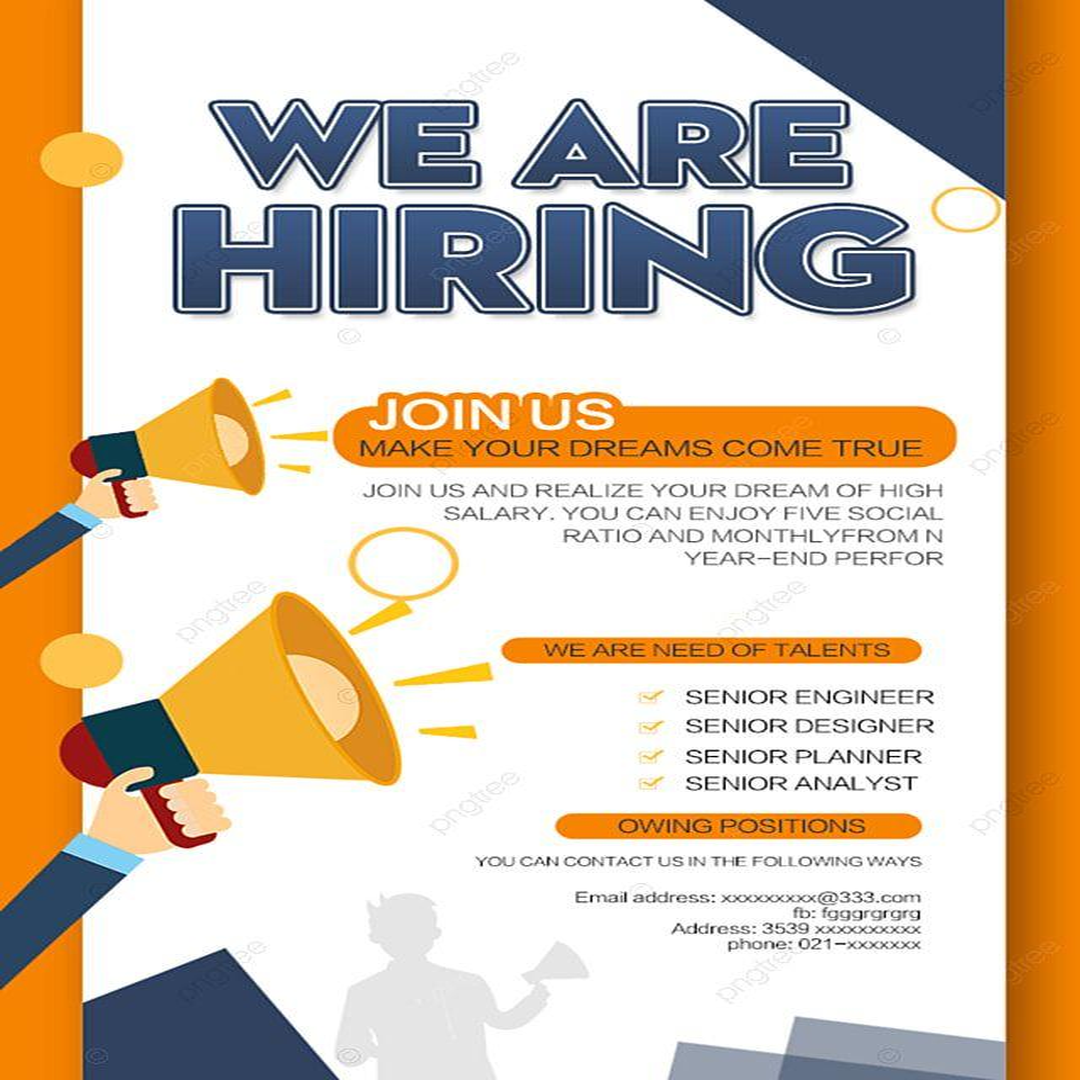 WE ARE
HIRING
JOIN US
MAKE YOUR DREAMS COME TRUE
JOIN US AND REALIZE YOUR DREAM OF HIGH
SALARY. YOU CAN ENJOY FIVE SOCIAL
RATIO AND MONTHLYFROM N
YEAR-END PERFOR
WE ARE NEED OF TALENTS
SENIOR ENGINEER
SENIOR DESIGNER
SENIOR PLANNER
SENIOR ANALYST
OWING POSITIONS
YOU CAN CONTACT US IN THE FOLLOWING WAYS
Email address: xxxxxxxxx@333.com
fb: fgggrgrgrg
Address: 3539 xxxxxxxxxx
phone: 021-xxxxxxx
pngtree